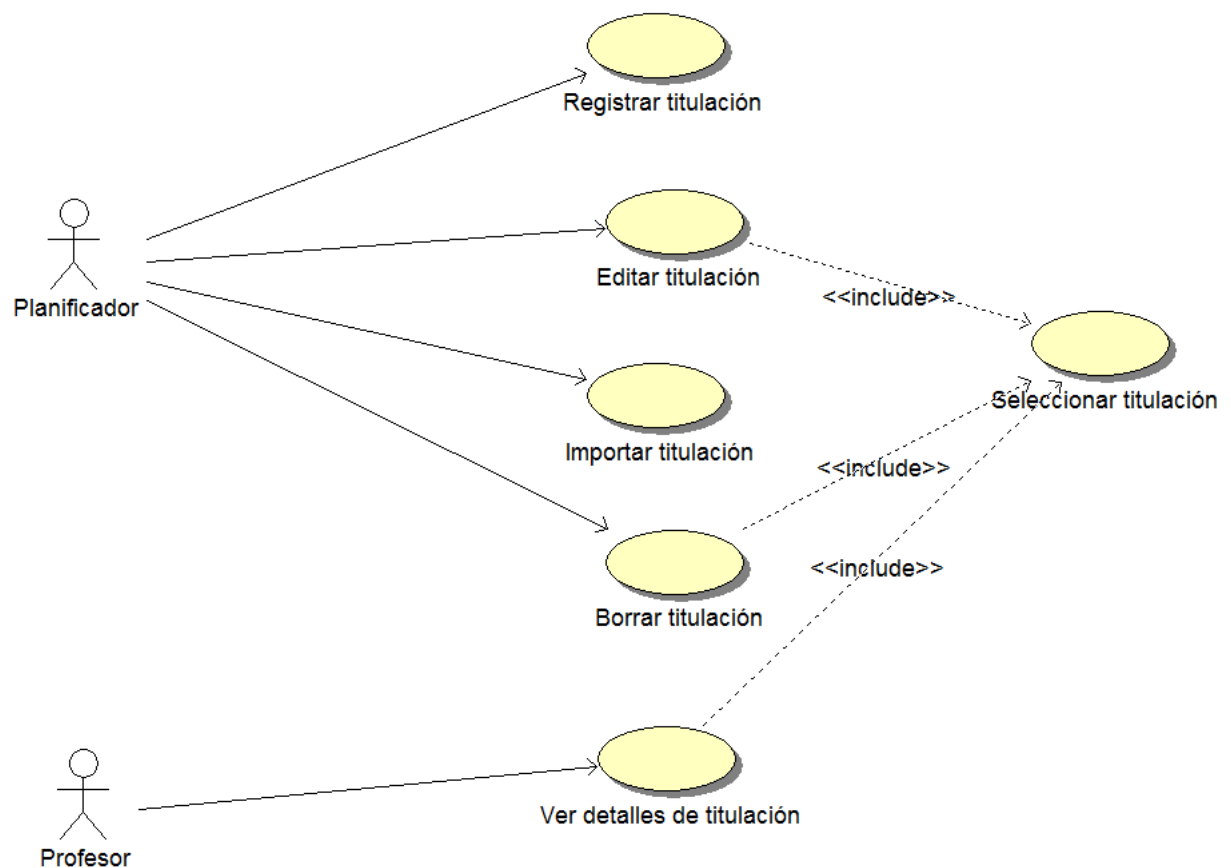 Registrar titulación
Planificador
Editar titulación
<<include>>
Seleccionar titulación
Importar titulación
<<include>>
Borrar titulación
<<include>>
Ver detalles de titulación
Profesor